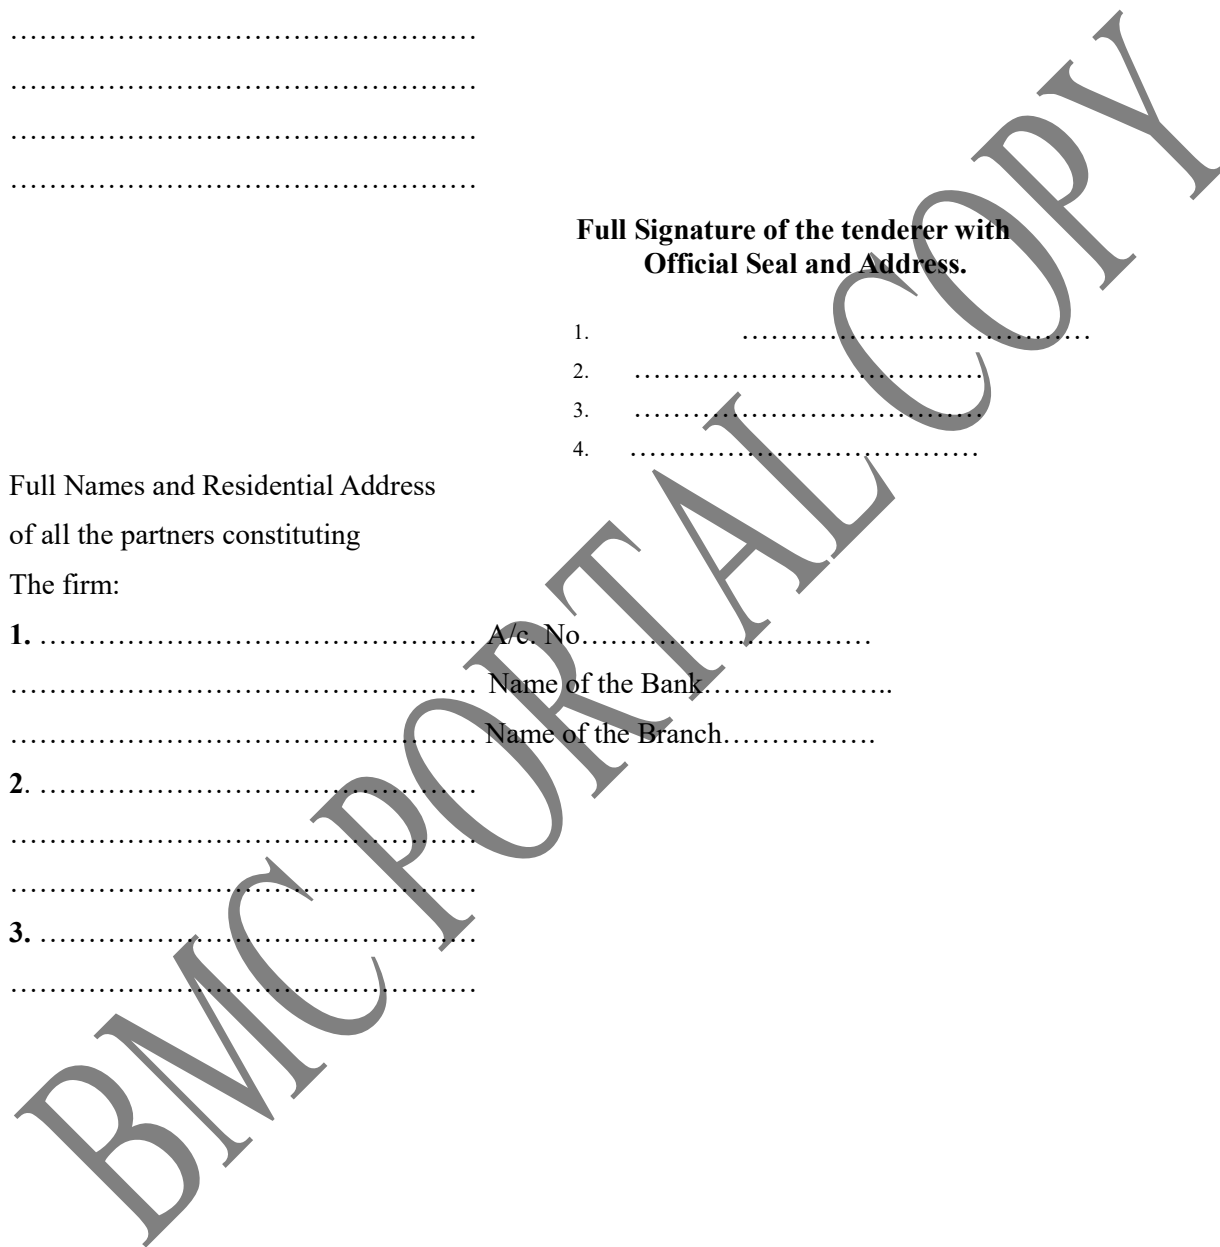 ……………………………………………
……………………………………………
……………………………………………
……………………………………………
Full Signature of the tenderer with
Official Seal and Address.
1. ………………………………
2. ………………………………
3. ………………………………
4. ………………………………
Full Names and Residential Address
of all the partners constituting
The firm:
1. ………………………………………… A/c. No…………………………
…………………………………………… Name of the Bank………………..
…………………………………………… Name of the Branch…………….
2. …………………………………………
……………………………………………
……………………………………………
3. …………………………………………
……………………………………………
BMC PORTAL COPY